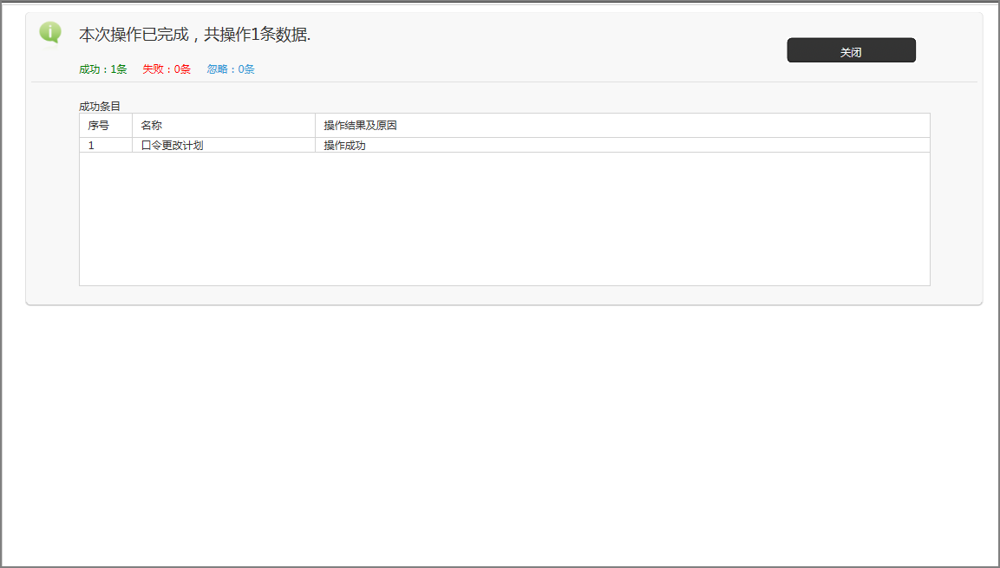 本次操作已完成，共操作1条数据.
关闭
成功：1条 失败：0条 忽略：0条
成功条目
序号 名称 操作结果及原因
1 口令更改计划 操作成功